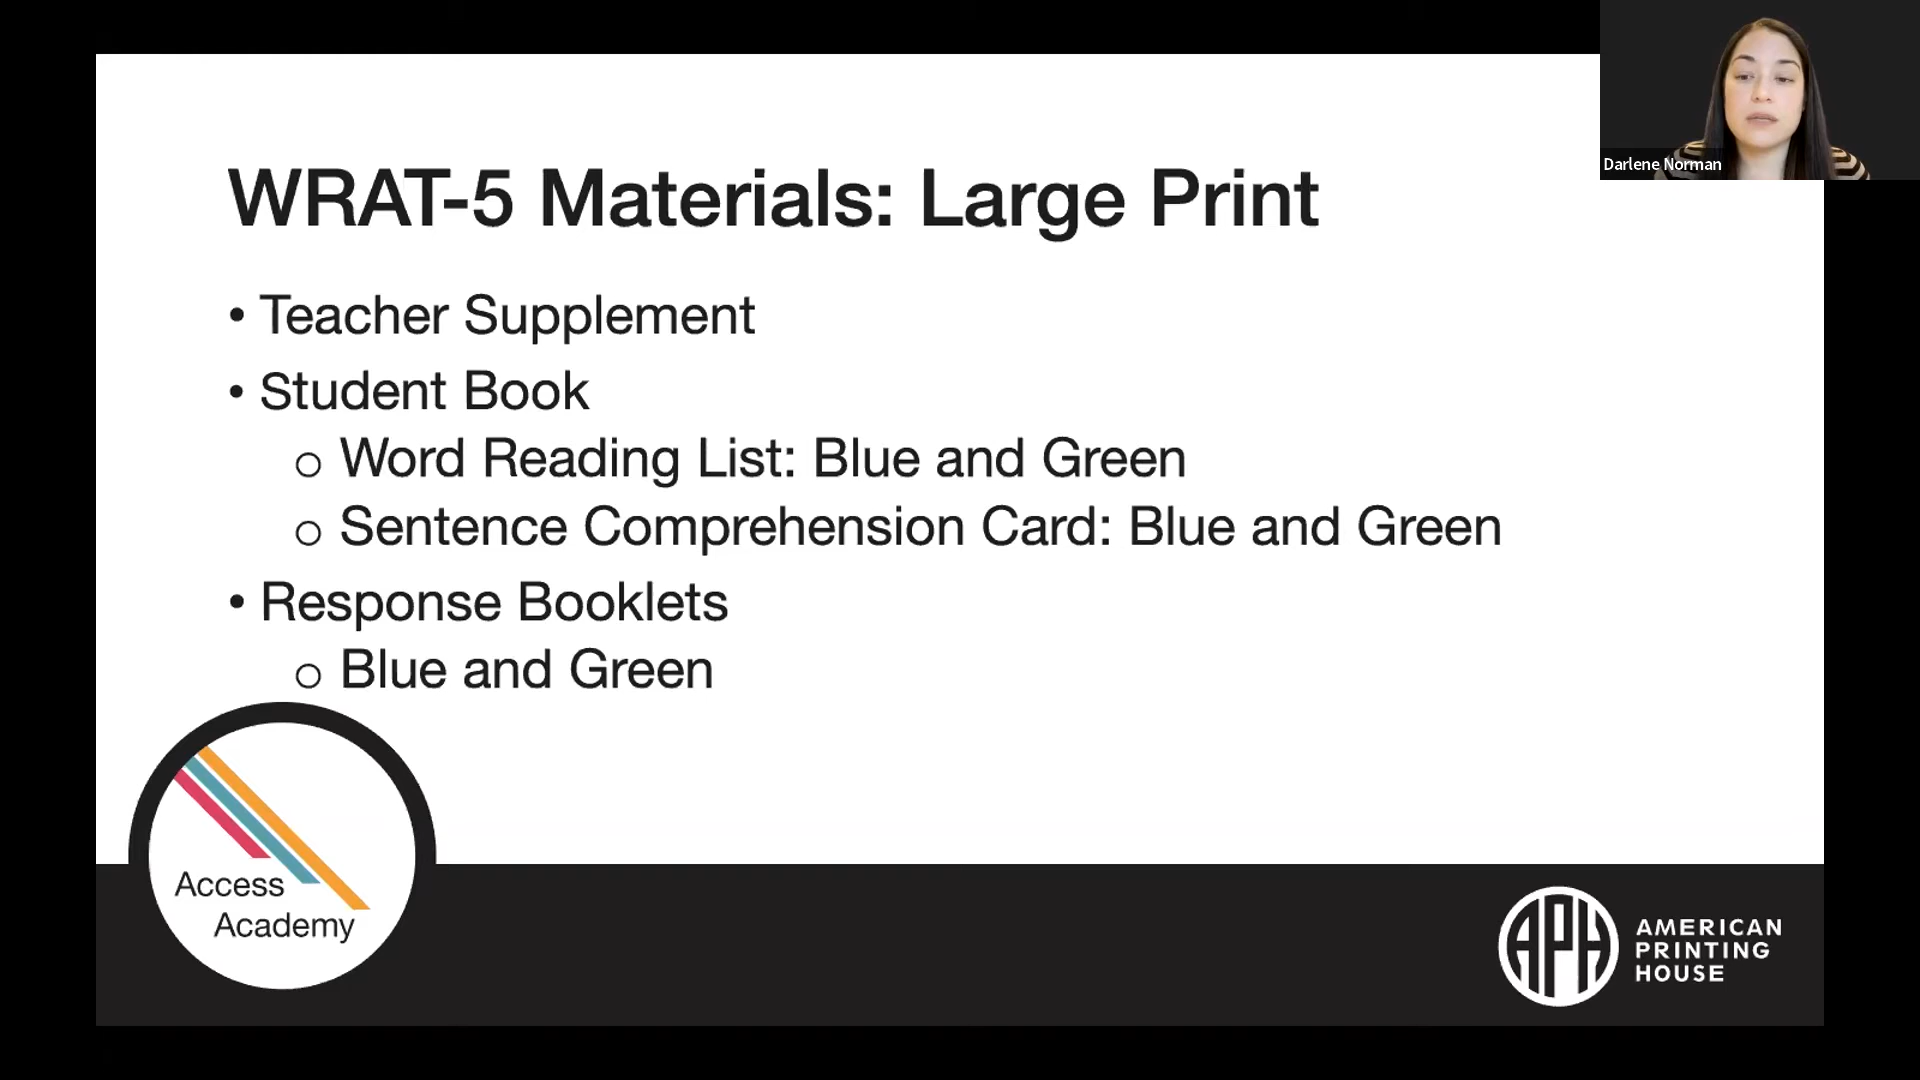 Darlene Norman
WRAT-5 Materials: Large Print
• Teacher Supplement
• Student Book
o Word Reading List: Blue and Green
o Sentence Comprehension Card: Blue and Green
• Response Booklets
o Blue and Green
Access
Academy
APH
AMERICAN
PRINTING
HOUSE